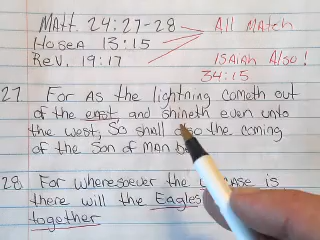 Matt. 24:27-28 All Match
Hosea 13:15
Rev. 19:17 Isaiah Also!
34:15
27 For as the lightning cometh out
of the east, and shineth even unto
the west, So shall also the coming
of the Son of man
28 For wheresoever the is
there will the Eagles
together